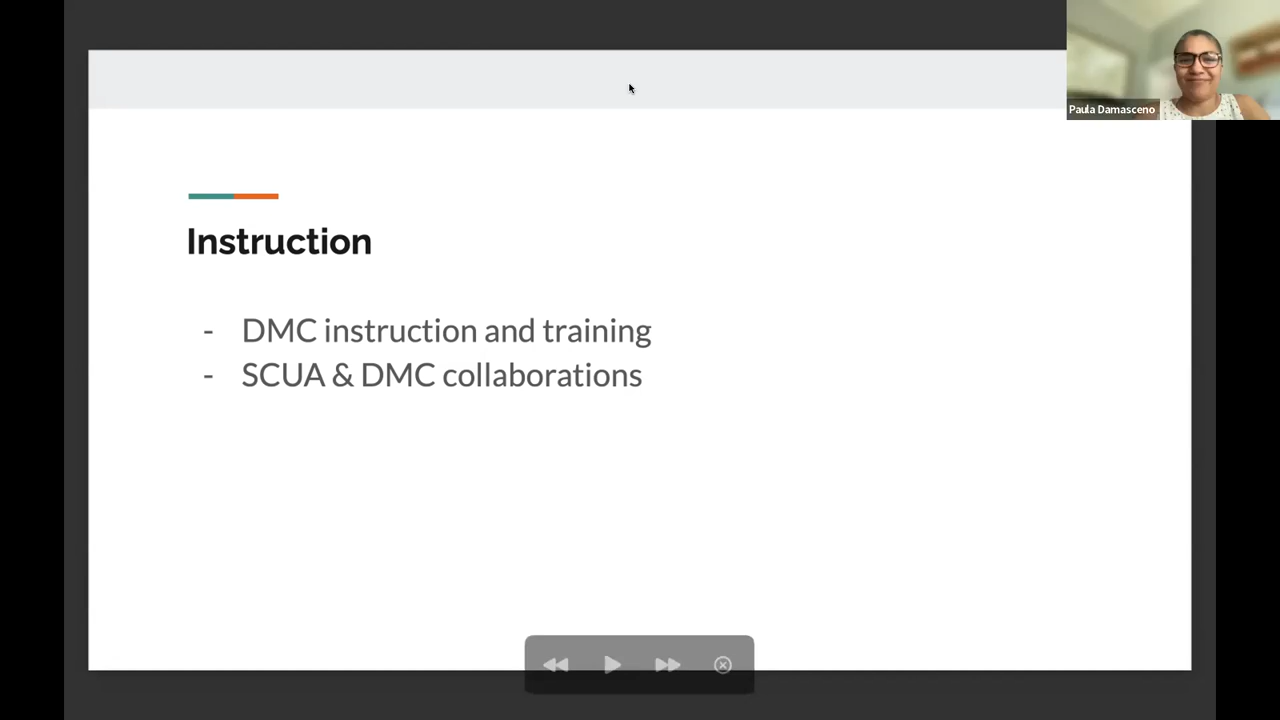 Paula Damasceno
Instruction
- DMC instruction and training
- SCUA & DMC collaborations